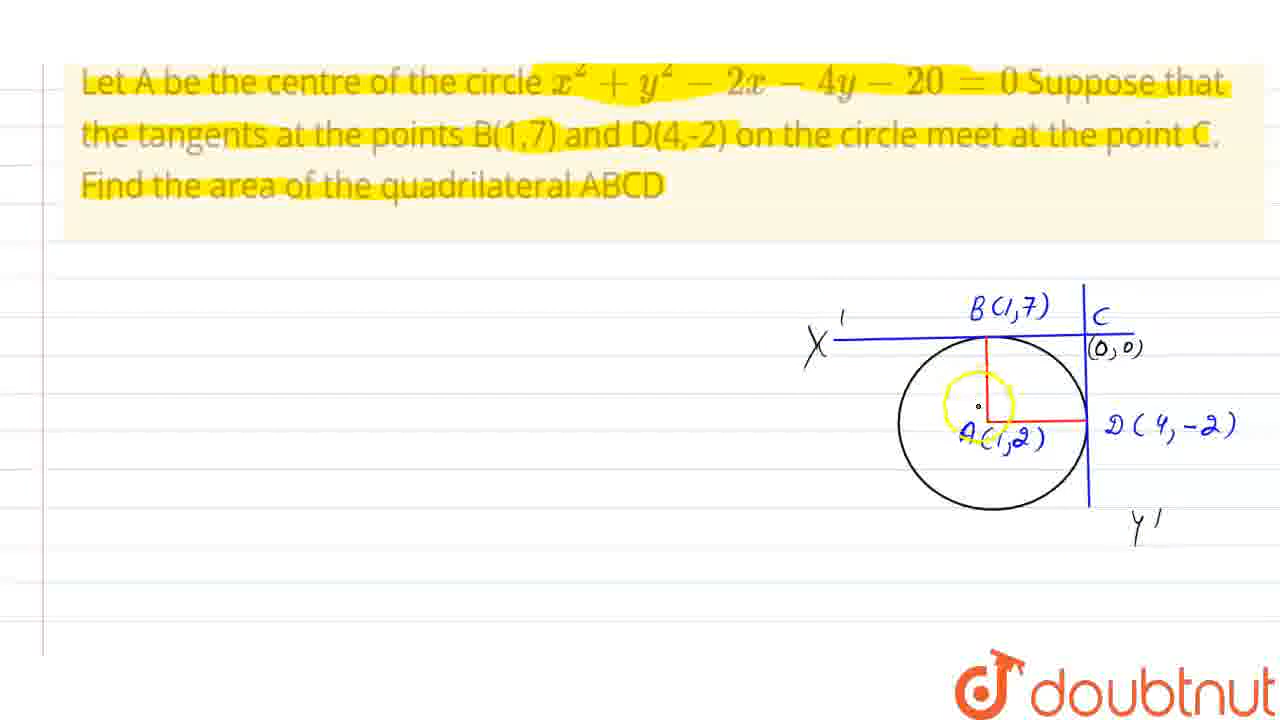 Let A be the centre of the circle x² + y² − 2x − 4y − 20 = 0 Suppose that
the tangents at the points B(1,7) and D(4,-2) on the circle meet at the point C.
Find the area of the quadrilateral ABCD
B(1,7)
C
X'
(0,0)
A(1,2)
D(4,-2)
Y'
doubtnut